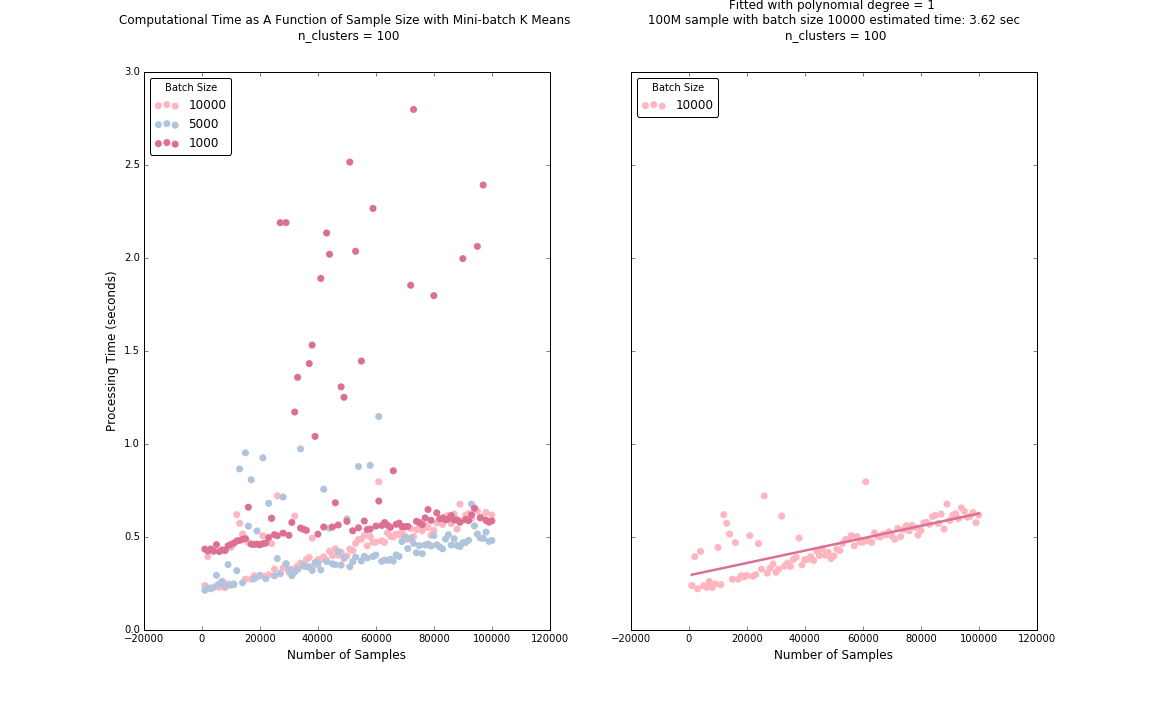 Computational Time as A Function of Sample Size with Mini-batch K Means
n_clusters = 100
Batch Size
10000
5000
1000
3.0
2.5
2.0
1.5
1.0
0.5
0.0
Processing Time (seconds)
−20000 0 20000 40000 60000 80000 100000 120000
Number of Samples
Fitted with polynomial degree = 1
100M sample with batch size 10000 estimated time: 3.62 sec
n_clusters = 100
Batch Size
10000
−20000 0 20000 40000 60000 80000 100000 120000
Number of Samples